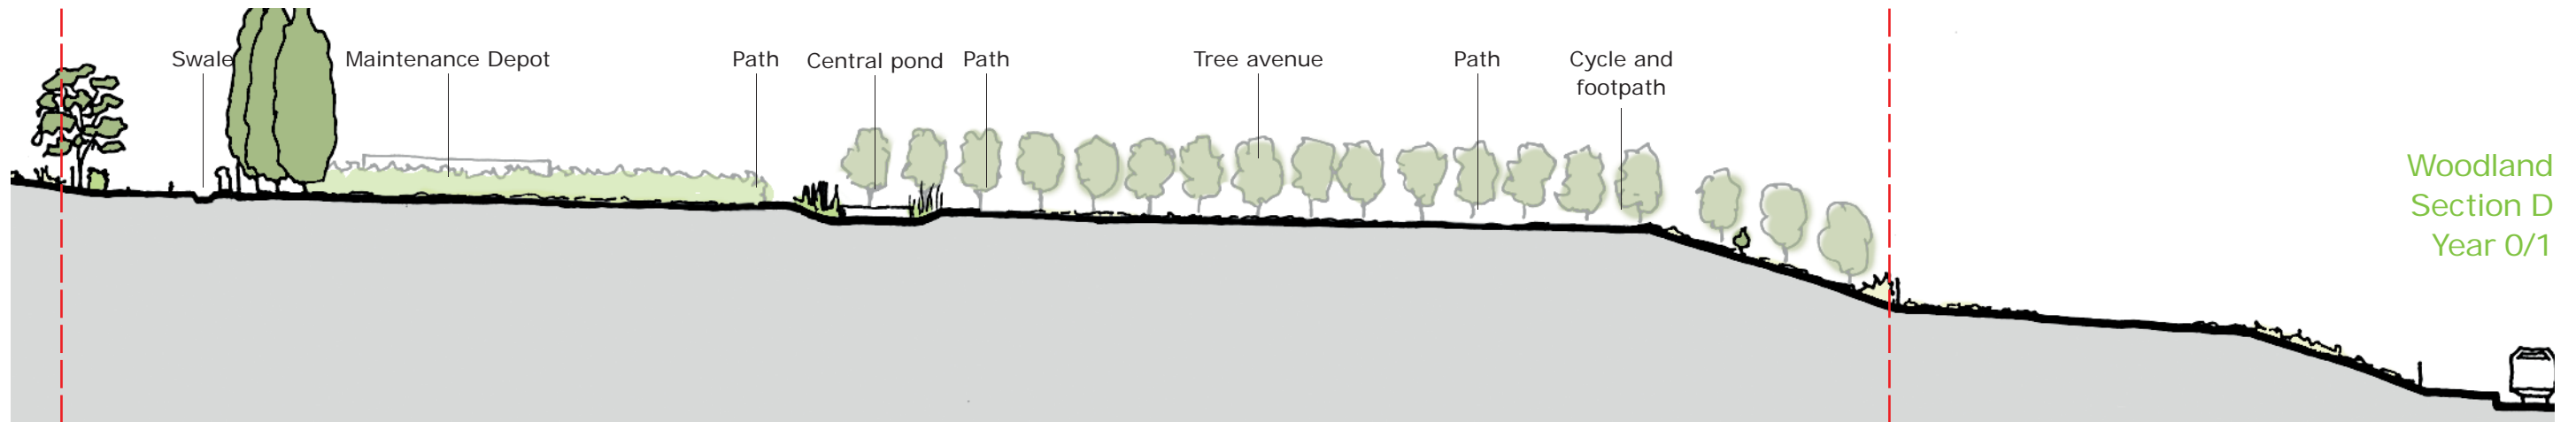 Swale
Maintenance Depot
Path
Central pond
Path
Tree avenue
Path
Cycle and
footpath
Woodland
Section D
Year 0/1